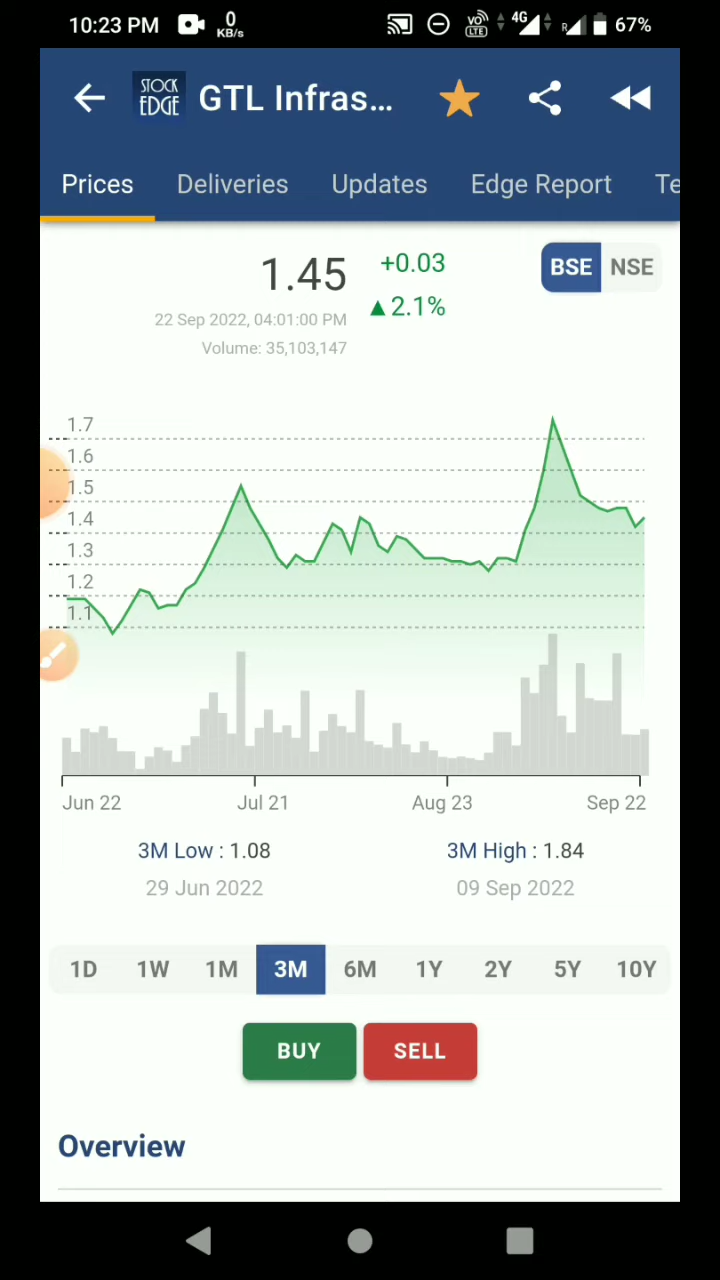 10:23 PM 0 KB/s VO LTE 4G R 67%
STOCK EDGE GTL Infras...
Prices Deliveries Updates Edge Report Te
1.45 +0.03 BSE NSE
▲2.1%
22 Sep 2022, 04:01:00 PM
Volume: 35,103,147
1.7
1.6
1.5
1.4
1.3
1.2
1.1
Jun 22 Jul 21 Aug 23 Sep 22
3M Low : 1.08 3M High : 1.84
29 Jun 2022 09 Sep 2022
1D 1W 1M 3M 6M 1Y 2Y 5Y 10Y
BUY SELL
Overview